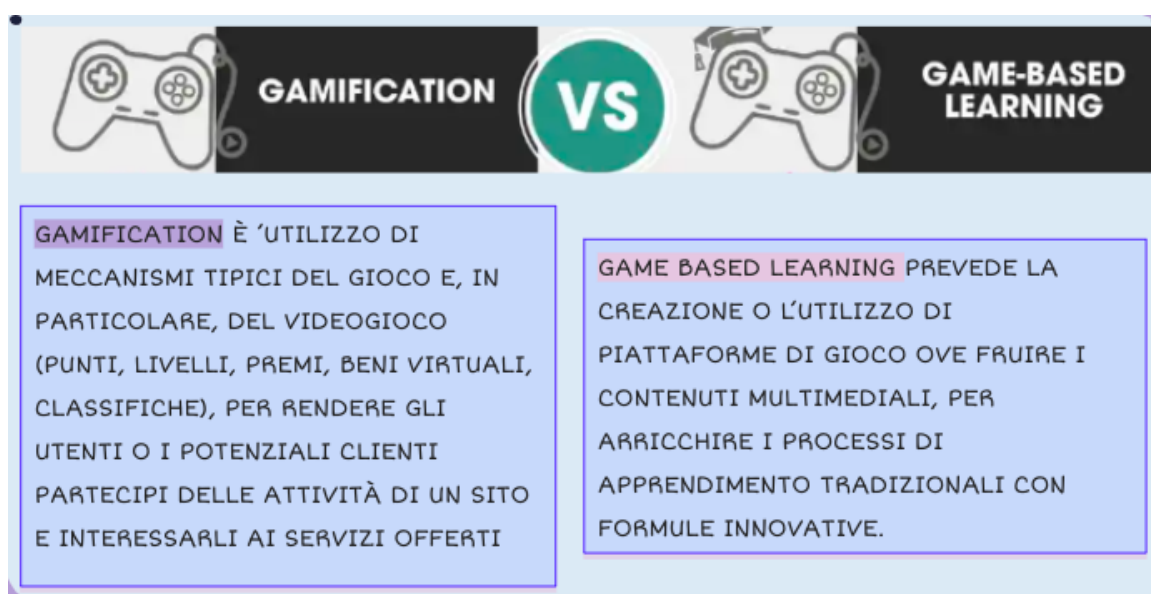 GAMIFICATION
VS
GAME-BASED
LEARNING
GAMIFICATION È ‘UTILIZZO DI
MECCANISMI TIPICI DEL GIOCO E, IN
PARTICOLARE, DEL VIDEOGIOCO
(PUNTI, LIVELLI, PREMI, BENI VIRTUALI,
CLASSIFICHE), PER RENDERE GLI
UTENTI O I POTENZIALI CLIENTI
PARTECIPI DELLE ATTIVITÀ DI UN SITO
E INTERESSARLI AI SERVIZI OFFERTI
GAME BASED LEARNING PREVEDE LA
CREAZIONE O L’UTILIZZO DI
PIATTAFORME DI GIOCO OVE FRUIRE I
CONTENUTI MULTIMEDIALI, PER
ARRICCHIRE I PROCESSI DI
APPRENDIMENTO TRADIZIONALI CON
FORMULE INNOVATIVE.